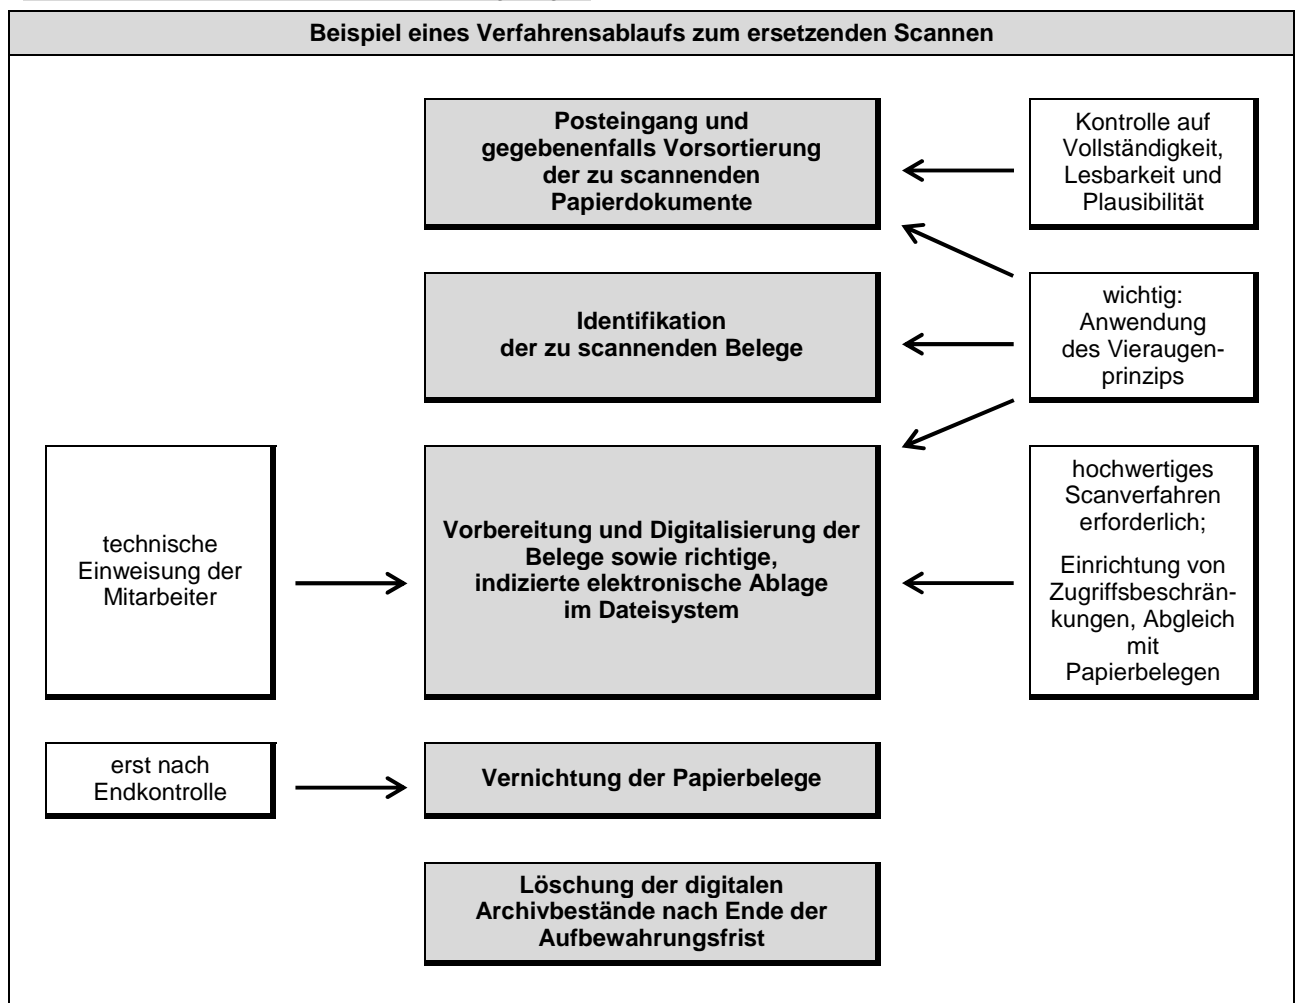 Beispiel eines Verfahrensablaufs zum ersetzenden Scannen
Posteingang und
gegebenenfalls Vorsortierung
der zu scannenden
Papierdokumente
Kontrolle auf
Vollständigkeit,
Lesbarkeit und
Plausibilität
Identifikation
der zu scannenden Belege
wichtig:
Anwendung
des Vieraugen-
prinzips
technische
Einweisung der
Mitarbeiter
Vorbereitung und Digitalisierung der
Belege sowie richtige,
indizierte elektronische Ablage
im Dateisystem
hochwertiges
Scanverfahren
erforderlich;
Einrichtung von
Zugriffsbeschrän-
kungen, Abgleich
mit
Papierbelegen
erst nach
Endkontrolle
Vernichtung der Papierbelege
Löschung der digitalen
Archivbestände nach Ende der
Aufbewahrungsfrist